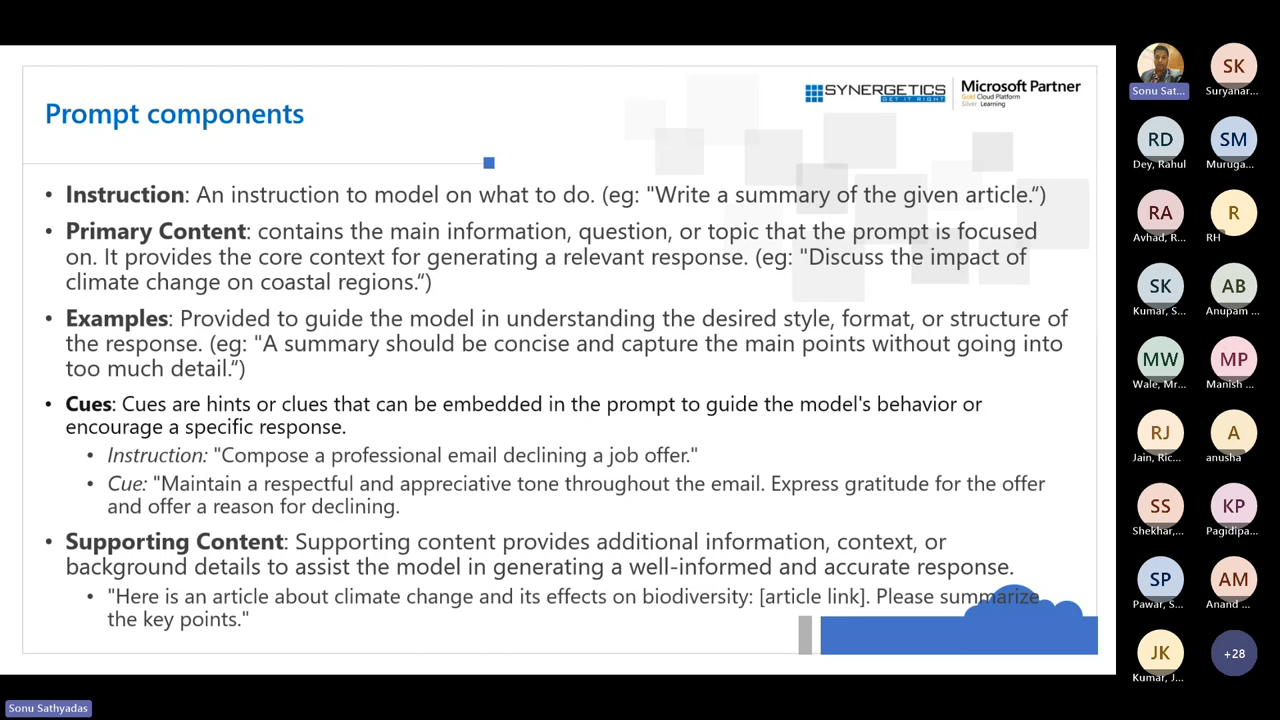 Prompt components
SYNERGETICS
GET IT RIGHT
Microsoft Partner
Gold Cloud Platform
Silver Learning
• Instruction: An instruction to model on what to do. (eg: "Write a summary of the given article.“)
• Primary Content: contains the main information, question, or topic that the prompt is focused
on. It provides the core context for generating a relevant response. (eg: "Discuss the impact of
climate change on coastal regions.“)
• Examples: Provided to guide the model in understanding the desired style, format, or structure of
the response. (eg: "A summary should be concise and capture the main points without going into
too much detail.“)
• Cues: Cues are hints or clues that can be embedded in the prompt to guide the model's behavior or
encourage a specific response.
• Instruction: "Compose a professional email declining a job offer."
• Cue: "Maintain a respectful and appreciative tone throughout the email. Express gratitude for the offer
and offer a reason for declining.
• Supporting Content: Supporting content provides additional information, context, or
background details to assist the model in generating a well-informed and accurate response.
• "Here is an article about climate change and its effects on biodiversity: [article link]. Please summarize
the key points."
Sonu Sat...
SK
Suryanar...
RD
Dey, Rahul
SM
Muruga...
RA
Avhad, R...
R
RH
SK
Kumar, S...
AB
Anupam ...
MW
Wale, Mr...
MP
Manish ...
RJ
Jain, Ric...
A
anusha
SS
Shekhar,...
KP
Pagidipa...
SP
Pawar, S...
AM
Anand ...
JK
Kumar, J...
+28
Sonu Sathyadas